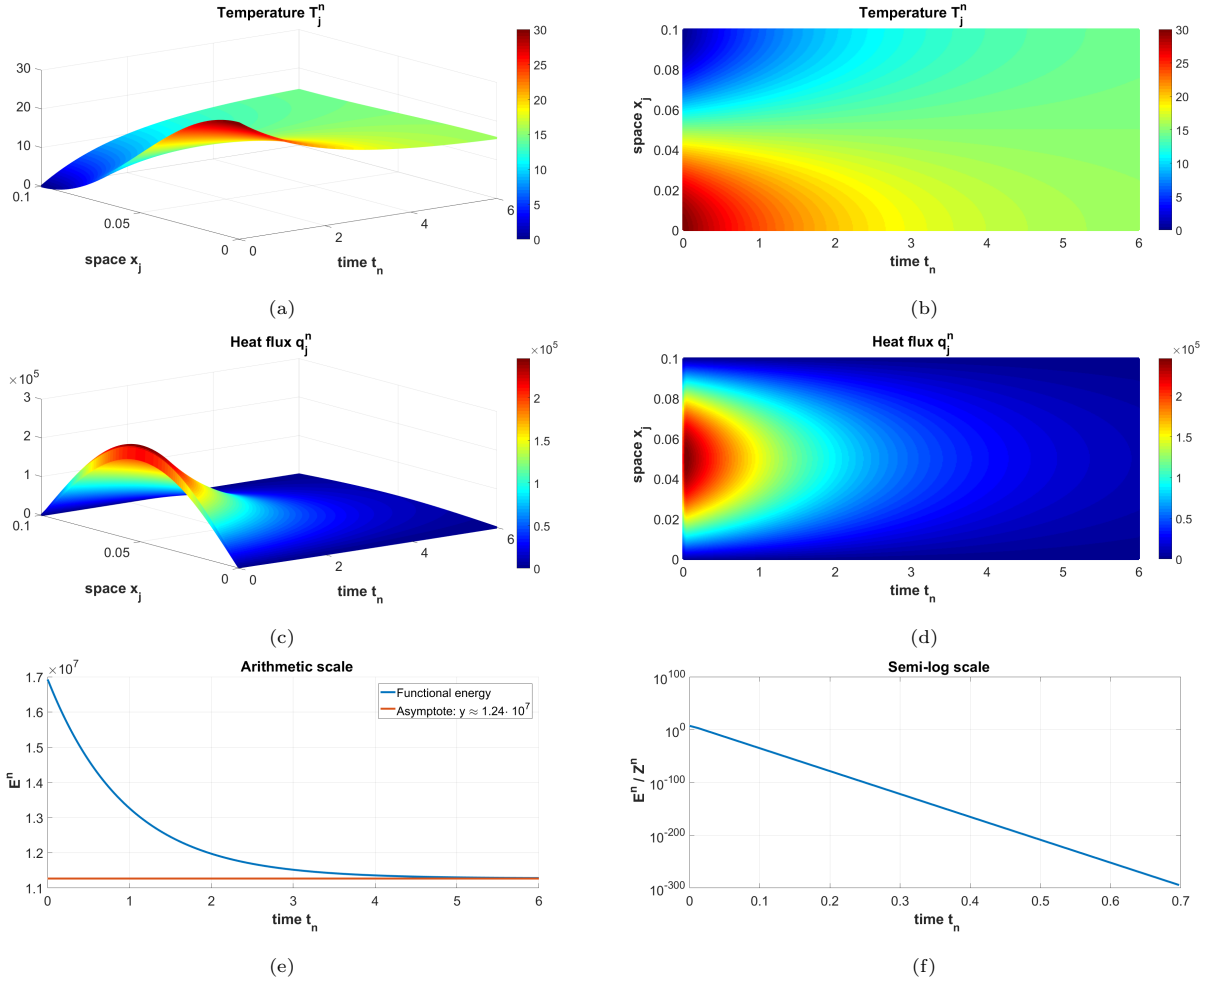 Temperature T_j^n
30
20
10
0
0.1
0.05
0
space x_j
0
2
4
6
time t_n
30
25
20
15
10
5
0
(a)
Temperature T_j^n
0.1
0.08
0.06
0.04
0.02
0
space x_j
0 1 2 3 4 5 6
time t_n
30
25
20
15
10
5
0
(b)
Heat flux q_j^n
×10^5
3
2
1
0
0.1
0.05
0
space x_j
0
2
4
6
time t_n
×10^5
2
1.5
1
0.5
0
(c)
Heat flux q_j^n
0.1
0.08
0.06
0.04
0.02
0
space x_j
0 1 2 3 4 5 6
time t_n
×10^5
2
1.5
1
0.5
0
(d)
Arithmetic scale
×10^7
1.7
1.6
1.5
1.4
1.3
1.2
1.1
E^n
Functional energy
Asymptote: y ≈ 1.24· 10^7
0 1 2 3 4 5 6
time t_n
(e)
Semi-log scale
10^100
10^0
10^-100
10^-200
10^-300
E^n / Z^n
0 0.1 0.2 0.3 0.4 0.5 0.6 0.7
time t_n
(f)